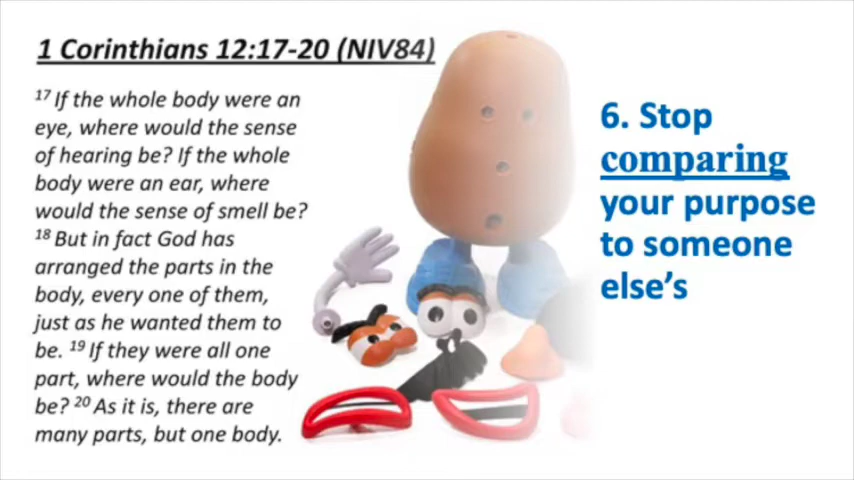 1 Corinthians 12:17-20 (NIV84)
17 If the whole body were an
eye, where would the sense
of hearing be? If the whole
body were an ear, where
would the sense of smell be?
18 But in fact God has
arranged the parts in the
body, every one of them,
just as he wanted them to
be. 19 If they were all one
part, where would the body
be? 20 As it is, there are
many parts, but one body.
6. Stop
comparing
your purpose
to someone
else's